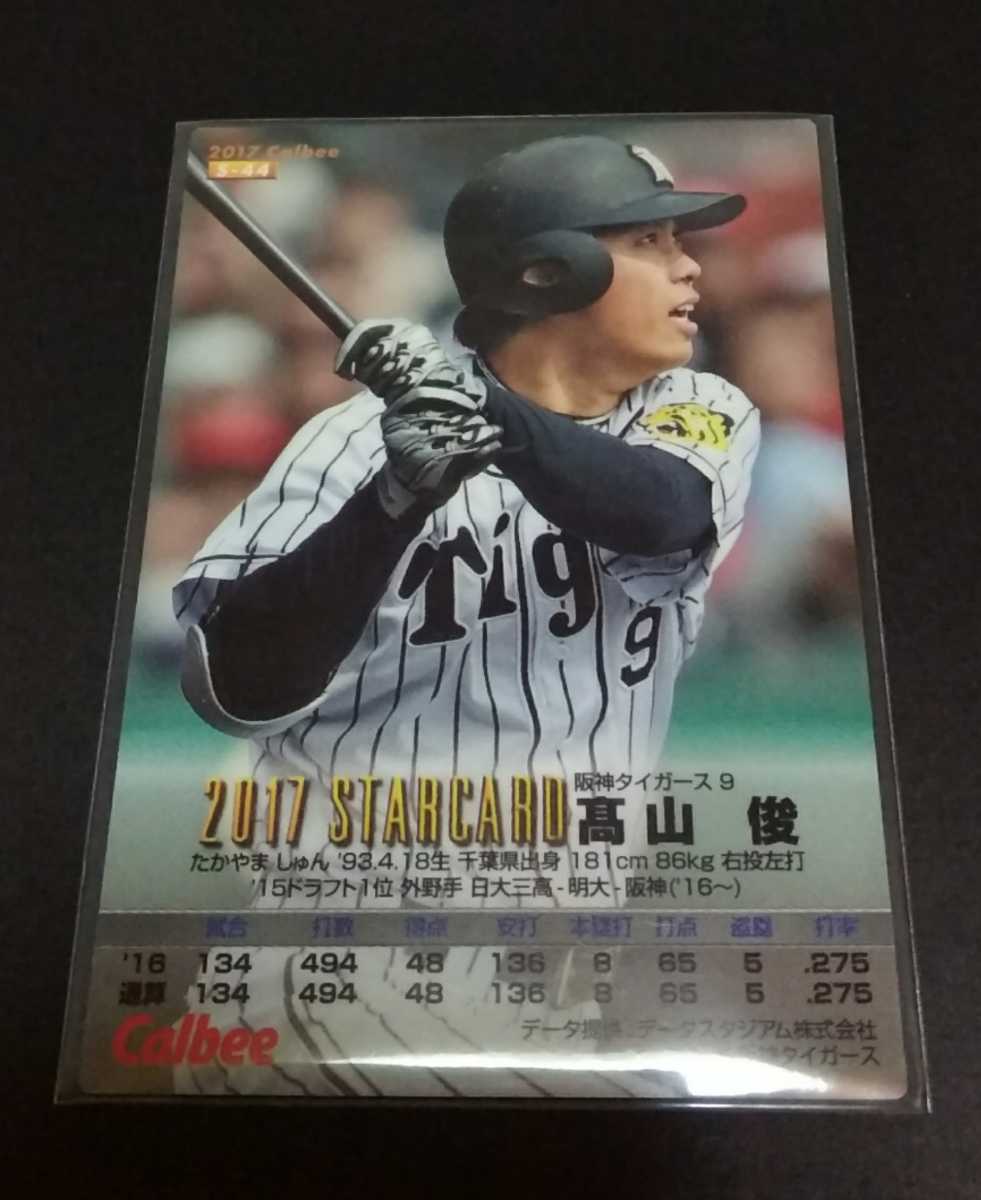 2017 Calbee
S-44
Tig
9
2017 STARCARD
阪神タイガース 9
髙山 俊
たかやま しゅん '93.4.18生 千葉県出身 181cm 86kg 右投左打
'15ドラフト1位 外野手 日大三高-明大-阪神('16〜)
試合 打数 得点 安打 本塁打 打点 盗塁 打率
'16 134 494 48 136 8 65 5 .275
通算 134 494 48 136 8 65 5 .275
Calbee
データ提供:データスタジアム株式会社
タイガース